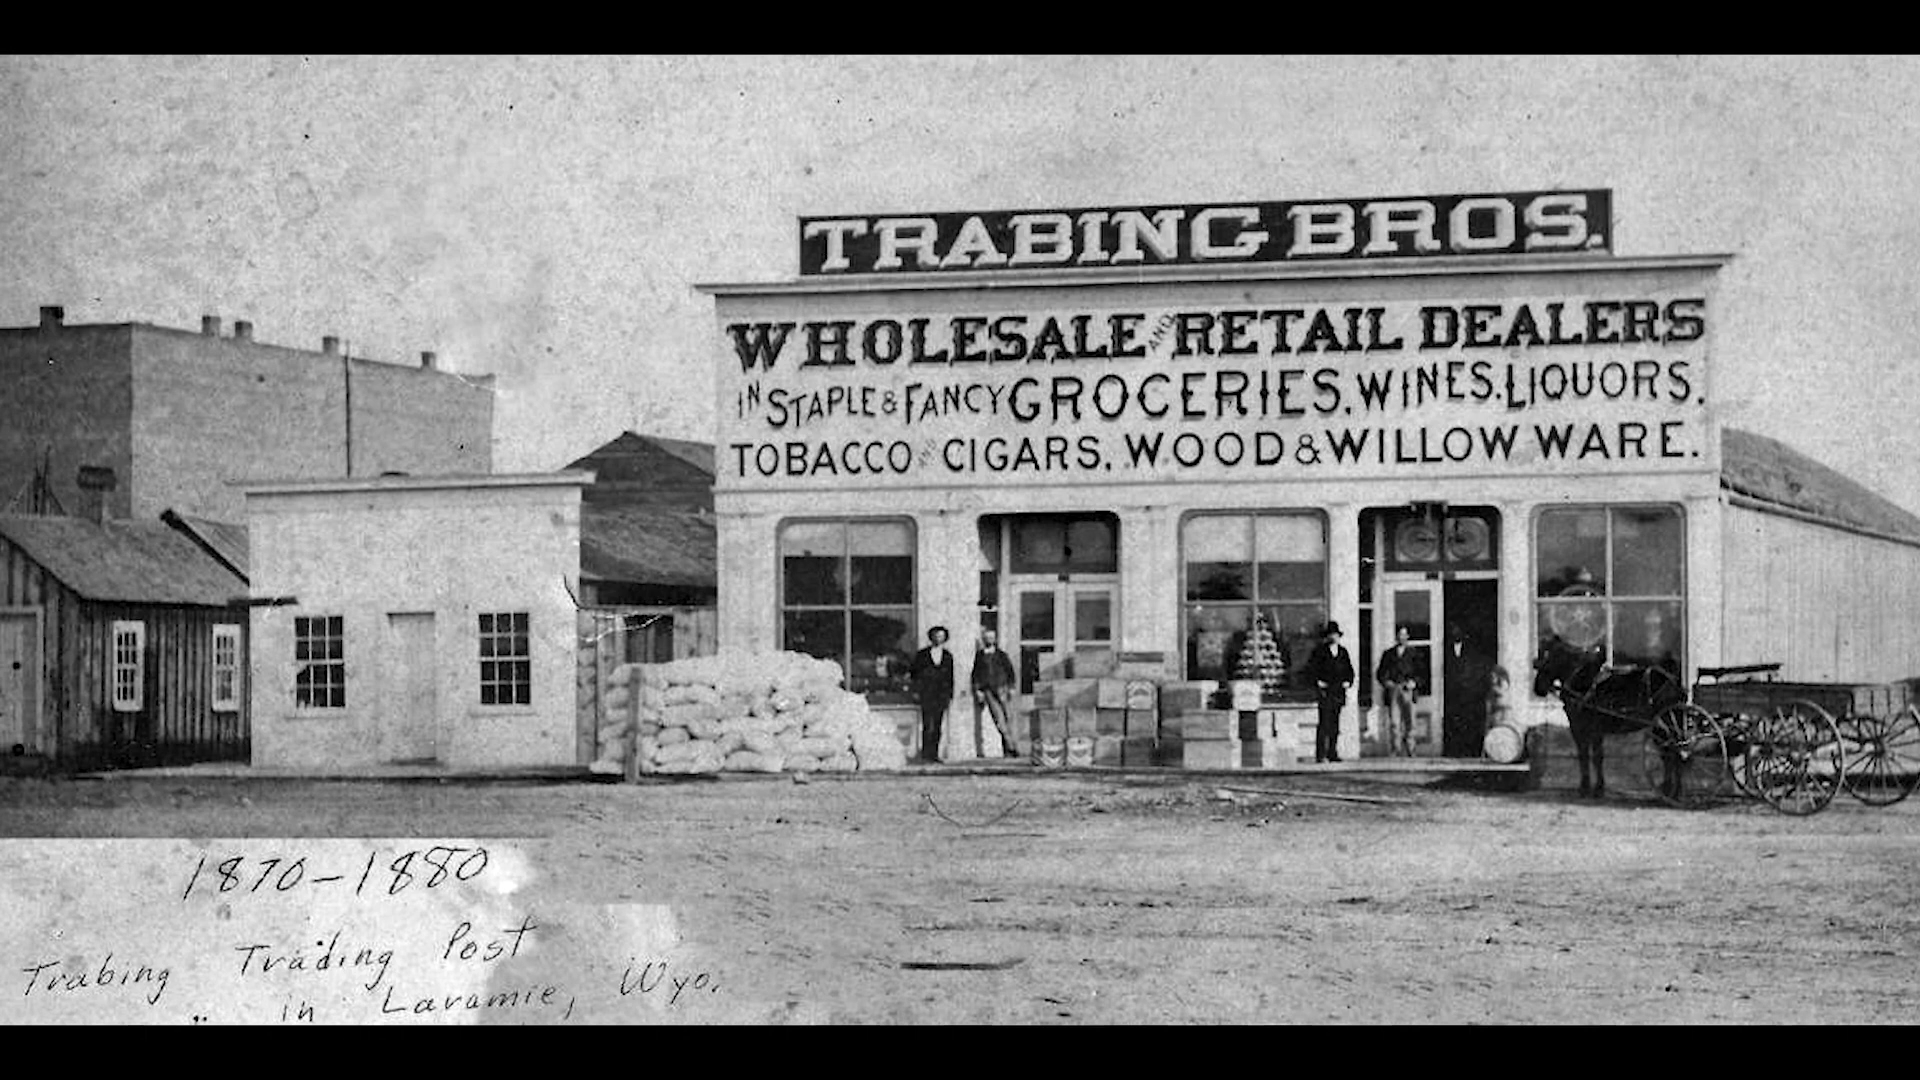 TRABING BROS.
WHOLESALE AND RETAIL DEALERS
IN STAPLE & FANCY GROCERIES. WINES. LIQUORS.
TOBACCO AND CIGARS. WOOD & WILLOW WARE.
1870-1880
Trabing Trading Post
in Laramie, Wyo.